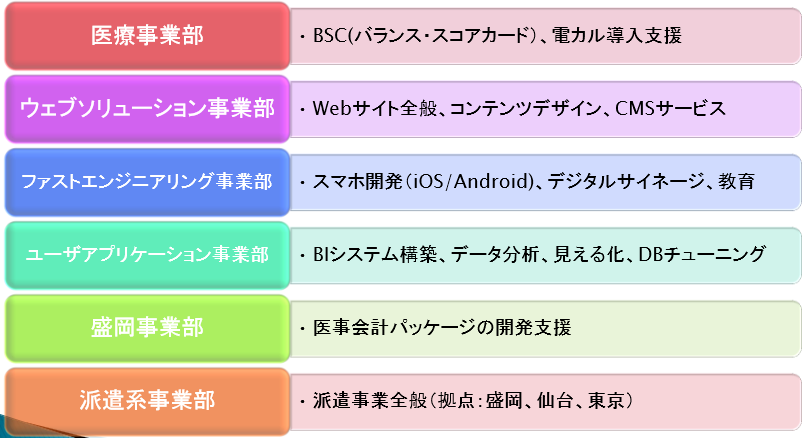 医療事業部
・BSC(バランス・スコアカード)、電カル導入支援
ウェブソリューション事業部
・Webサイト全般、コンテンツデザイン、CMSサービス
ファストエンジニアリング事業部
・スマホ開発(iOS/Android)、デジタルサイネージ、教育
ユーザアプリケーション事業部
・BIシステム構築、データ分析、見える化、DBチューニング
盛岡事業部
・医事会計パッケージの開発支援
派遣系事業部
・派遣事業全般(拠点:盛岡、仙台、東京)